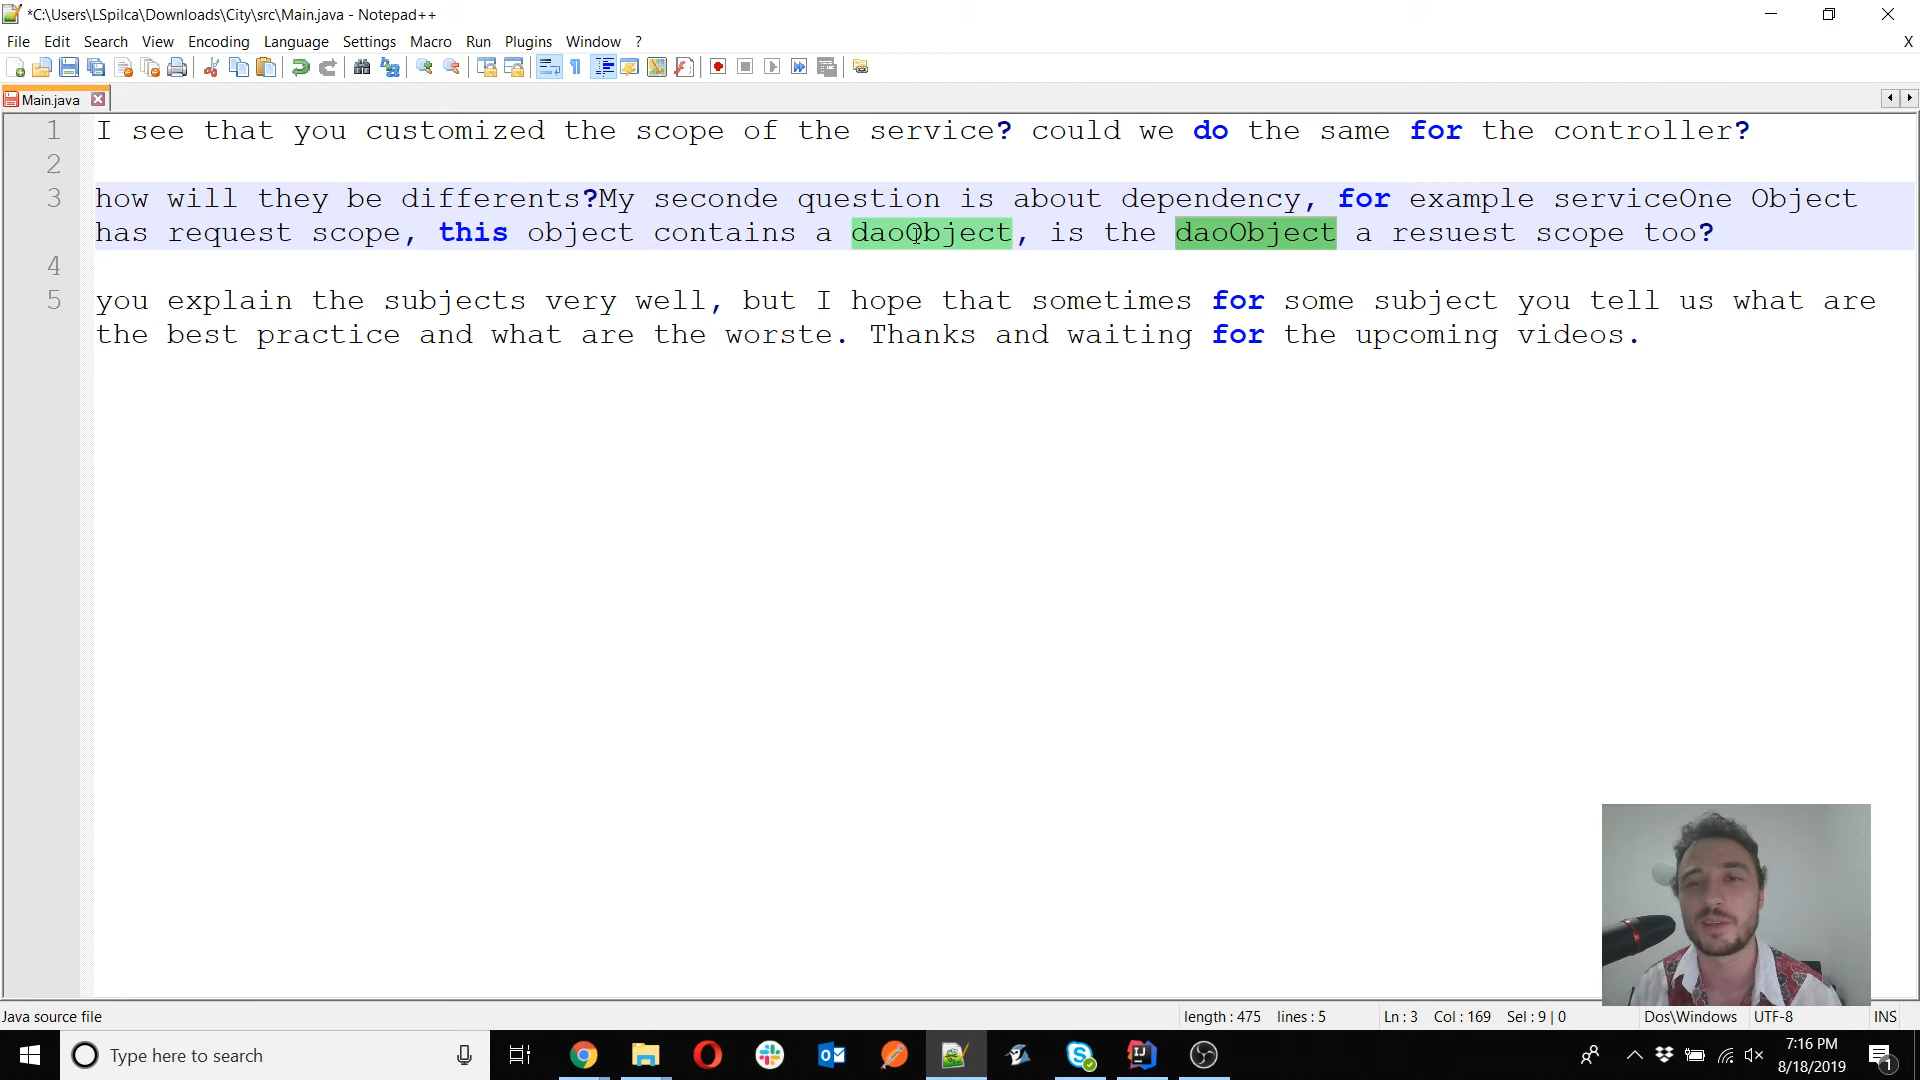 *C:\Users\LSpilca\Downloads\City\src\Main.java - Notepad++
File Edit Search View Encoding Language Settings Macro Run Plugins Window ? X
Main.java
1 I see that you customized the scope of the service? could we do the same for the controller?
2
3 how will they be differents?My seconde question is about dependency, for example serviceOne Object
has request scope, this object contains a daoObject, is the daoObject a resuest scope too?
4
5 you explain the subjects very well, but I hope that sometimes for some subject you tell us what are
the best practice and what are the worste. Thanks and waiting for the upcoming videos.
Java source file length : 475 lines : 5 Ln : 3 Col : 169 Sel : 9 | 0 Dos\Windows UTF-8 INS
Type here to search
7:16 PM
8/18/2019
1